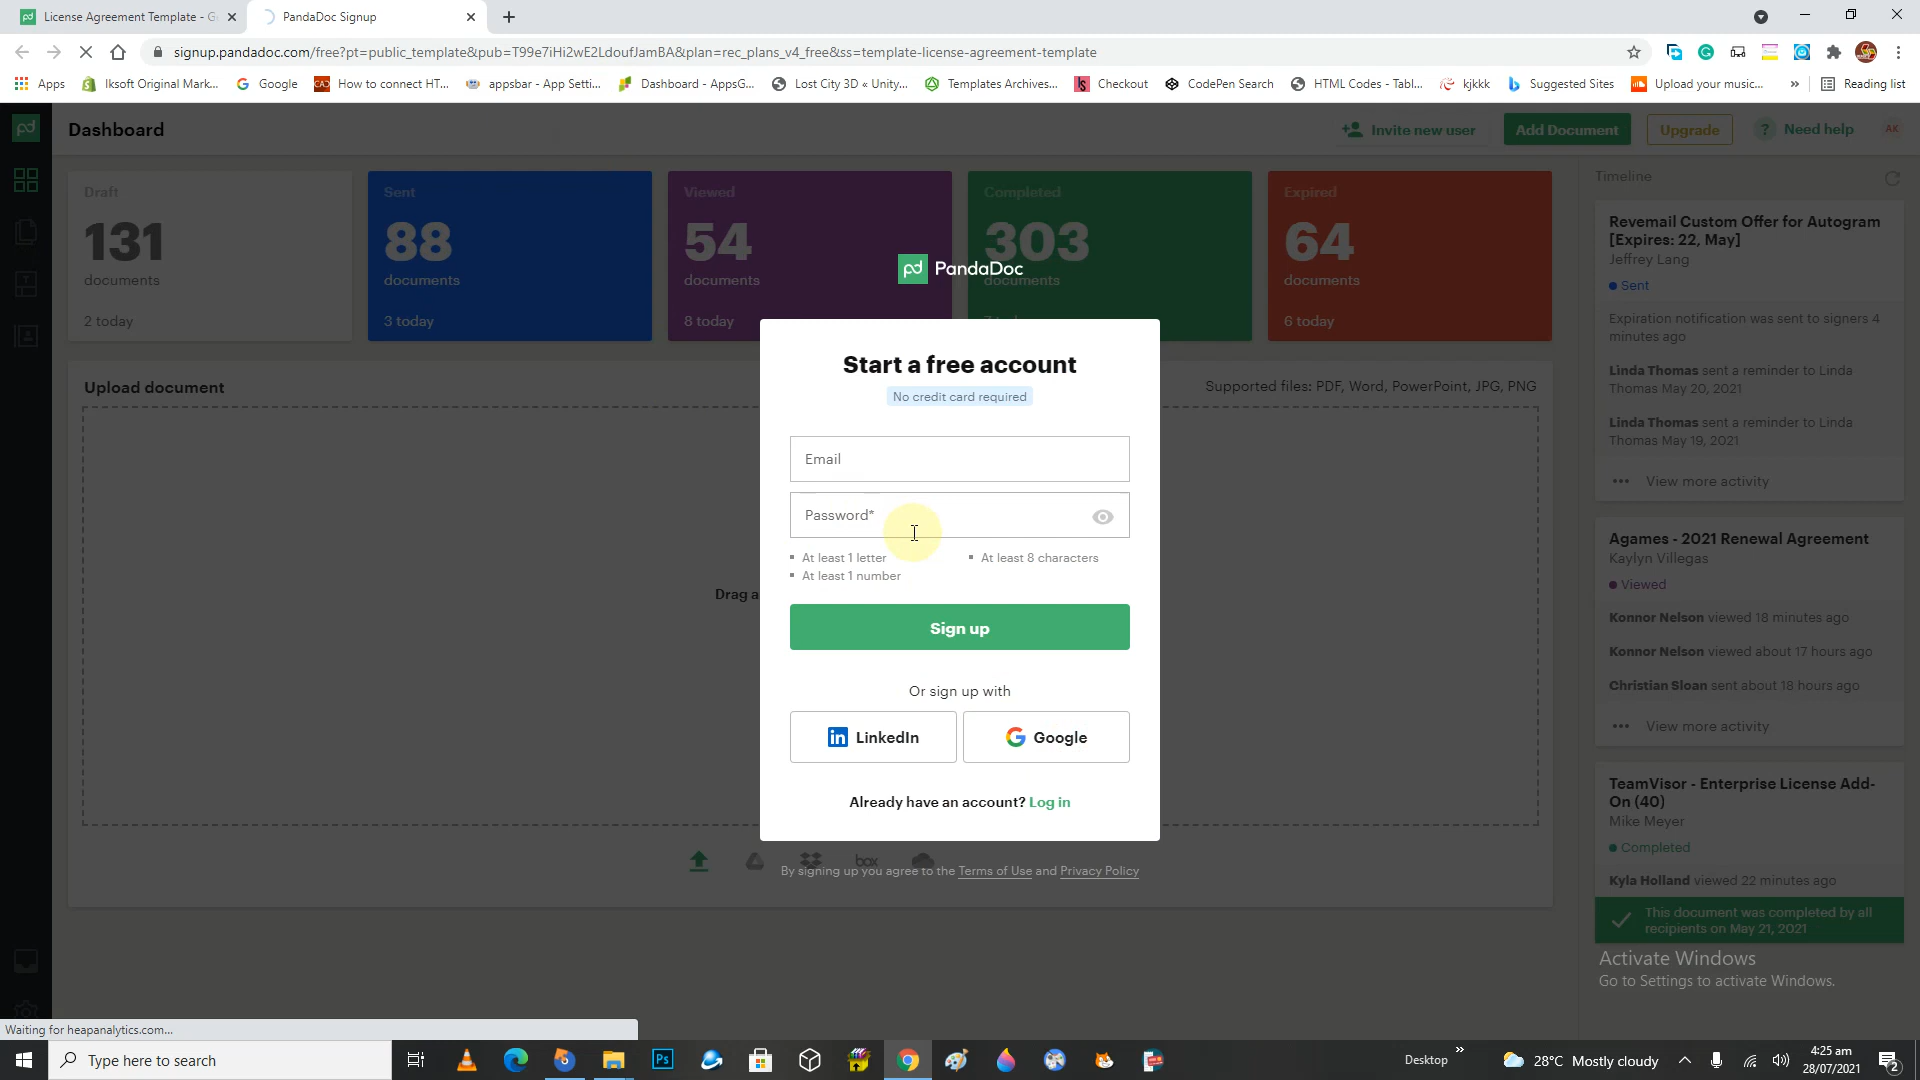 License Agreement Template - G
PandaDoc Signup
signup.pandadoc.com/free?pt=public_template&pub=T99e7iHi2wE2LdoufJamBA&plan=rec_plans_v4_free&ss=template-license-agreement-template
Apps
Iksoft Original Mark...
Google
How to connect HT...
appsbar - App Setti...
Dashboard - AppsG...
Lost City 3D « Unity...
Templates Archives...
Checkout
CodePen Search
HTML Codes - Tabl...
kjkkk
Suggested Sites
Upload your music...
»
Reading list
pd
Dashboard
Invite new user
Add Document
Upgrade
? Need help
AK
Draft
131
documents
2 today
Sent
88
documents
3 today
Viewed
54
documents
8 today
Completed
303
documents
Expired
64
documents
6 today
pd PandaDoc
Timeline
Revemail Custom Offer for Autogram
[Expires: 22, May]
Jeffrey Lang
Sent
Expiration notification was sent to signers 4
minutes ago
Linda Thomas sent a reminder to Linda
Thomas May 20, 2021
Linda Thomas sent a reminder to Linda
Thomas May 19, 2021
••• View more activity
Agames - 2021 Renewal Agreement
Kaylyn Villegas
Viewed
Konnor Nelson viewed 18 minutes ago
Konnor Nelson viewed about 17 hours ago
Christian Sloan sent about 18 hours ago
••• View more activity
TeamVisor - Enterprise License Add-
On (40)
Mike Meyer
Completed
Kyla Holland viewed 22 minutes ago
This document was completed by all
recipients on May 21, 2021
Upload document
Supported files: PDF, Word, PowerPoint, JPG, PNG
Drag a
Start a free account
No credit card required
Email
Password*
At least 1 letter
At least 8 characters
At least 1 number
Sign up
Or sign up with
in LinkedIn
Google
Already have an account? Log in
box
By signing up you agree to the Terms of Use and Privacy Policy
Activate Windows
Go to Settings to activate Windows.
Waiting for heapanalytics.com...
Type here to search
Ps
Desktop »
28°C Mostly cloudy
4:25 am
28/07/2021
2